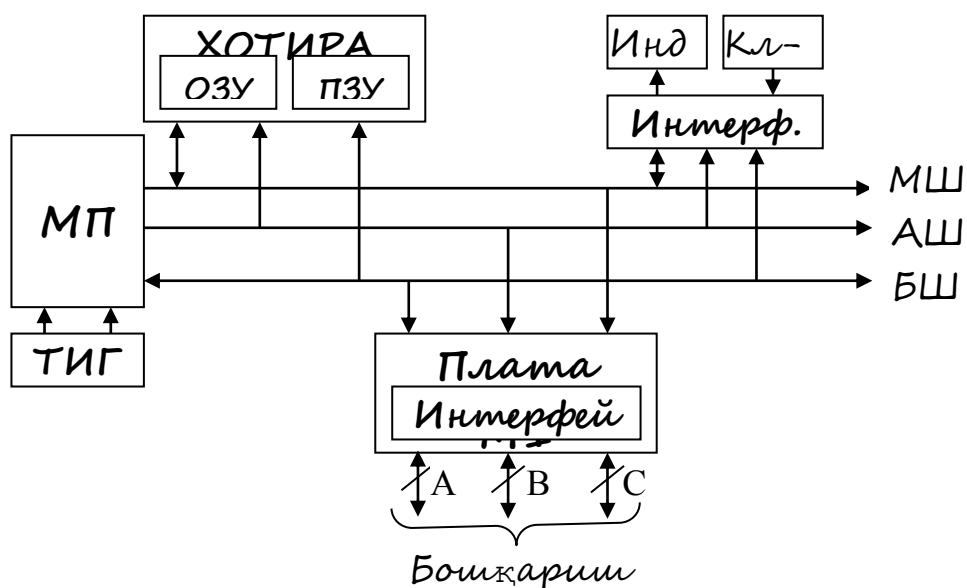 ХОТИРА
ОЗУ
ПЗУ
Инд
Кл-
Интерф.
МП
МШ
АШ
БШ
ТИГ
Плата
Интерфей
А
В
С
Бошқариш